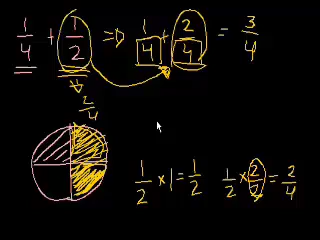 1/4 + 1/2 ⇒ 1/4 + 2/4 = 3/4
2/4
1/2 × 1 = 1/2
1/2 × 2/2 = 2/4